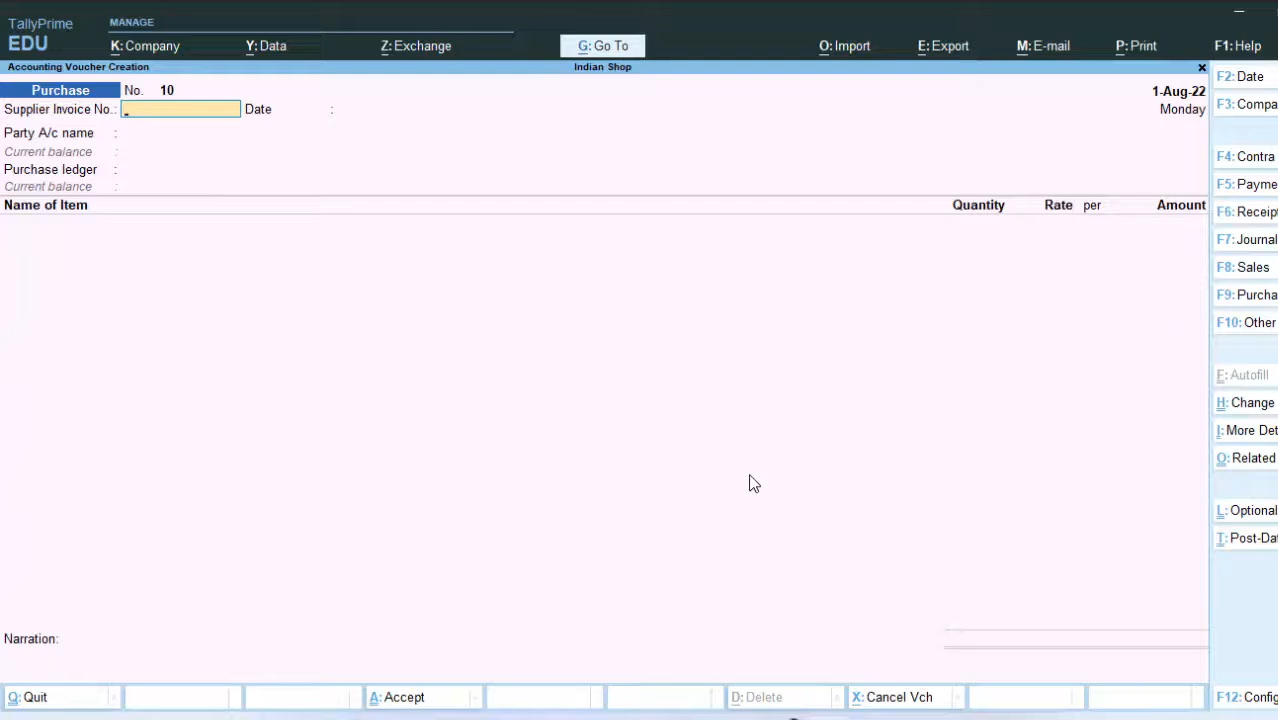 TallyPrime
EDU
MANAGE
K: Company Y: Data Z: Exchange G: Go To O: Import E: Export M: E-mail P: Print F1: Help
Accounting Voucher Creation Indian Shop x
Purchase No. 10 1-Aug-22
Supplier Invoice No.: Date : Monday
Party A/c name :
Current balance :
Purchase ledger :
Current balance :
Name of Item Quantity Rate per Amount
F2: Date
F3: Compa
F4: Contra
F5: Payme
F6: Receipt
F7: Journal
F8: Sales
F9: Purcha
F10: Other
F: Autofill
H: Change
I: More Det
O: Related
L: Optional
T: Post-Da
Narration:
Q: Quit A: Accept D: Delete X: Cancel Vch F12: Config